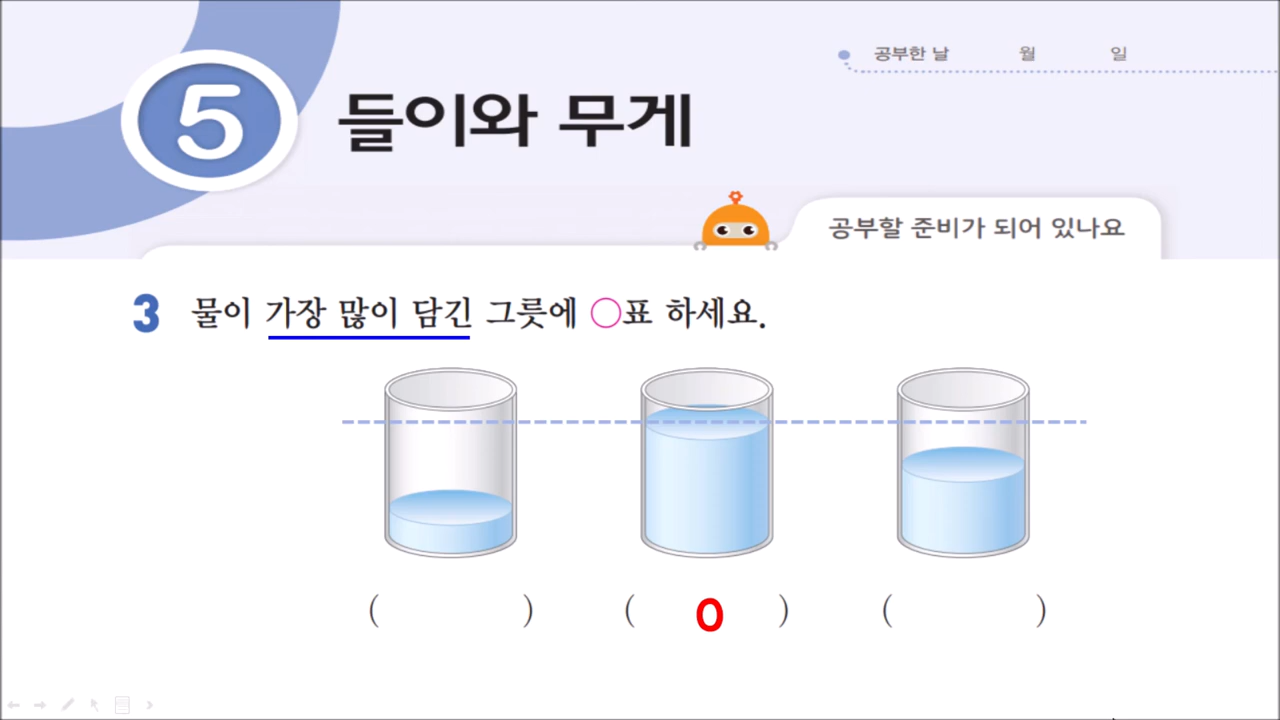 공부한 날 월 일
5 들이와 무게
공부할 준비가 되어 있나요
3 물이 가장 많이 담긴 그릇에 ○표 하세요.
( ) ( O ) ( )